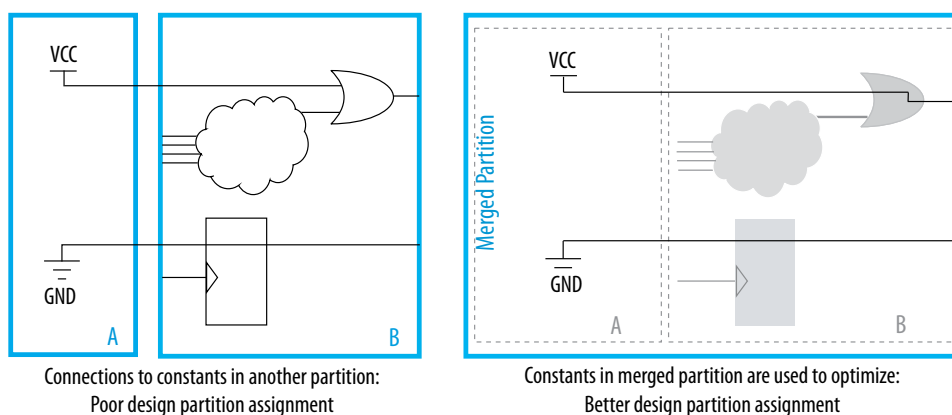 VCC
GND
A
B
Connections to constants in another partition:
Poor design partition assignment
Merged Partition
VCC
GND
A
B
Constants in merged partition are used to optimize:
Better design partition assignment